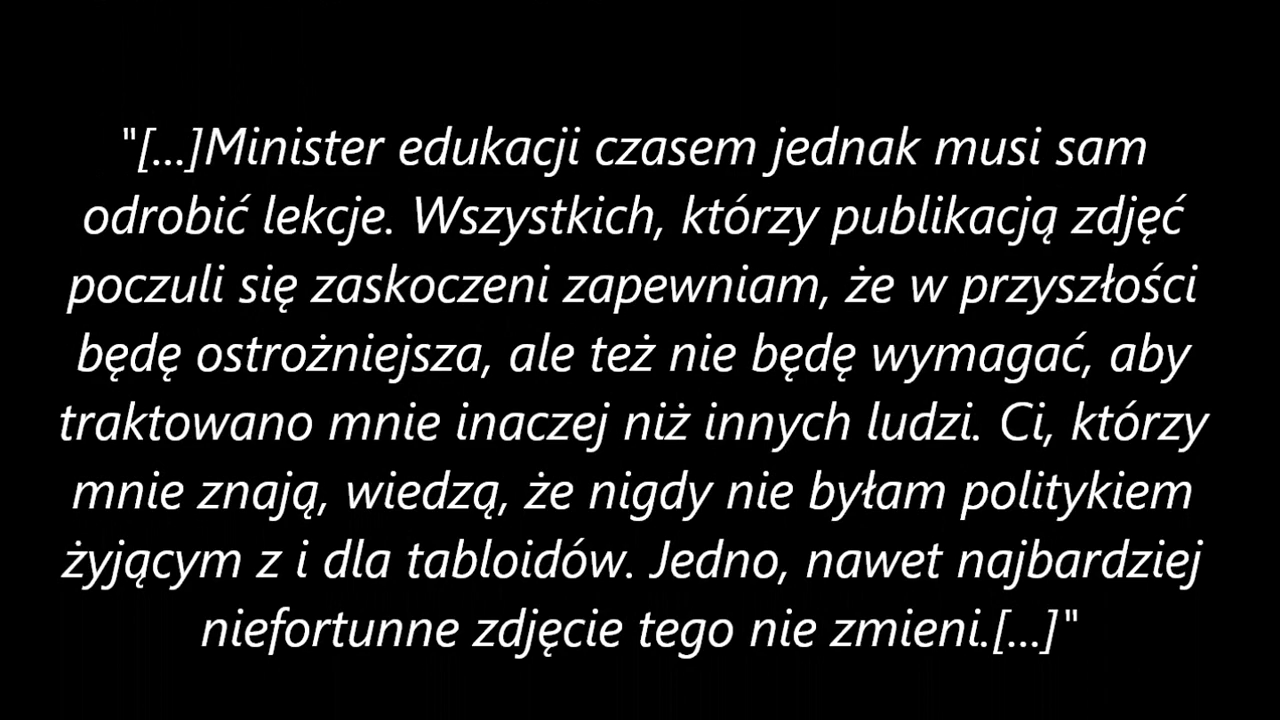 "[...]Minister edukacji czasem jednak musi sam
odrobić lekcje. Wszystkich, którzy publikacją zdjęć
poczuli się zaskoczeni zapewniam, że w przyszłości
będę ostrożniejsza, ale też nie będę wymagać, aby
traktowano mnie inaczej niż innych ludzi. Ci, którzy
mnie znają, wiedzą, że nigdy nie byłam politykiem
żyjącym z i dla tabloidów. Jedno, nawet najbardziej
niefortunne zdjęcie tego nie zmieni.[...]"